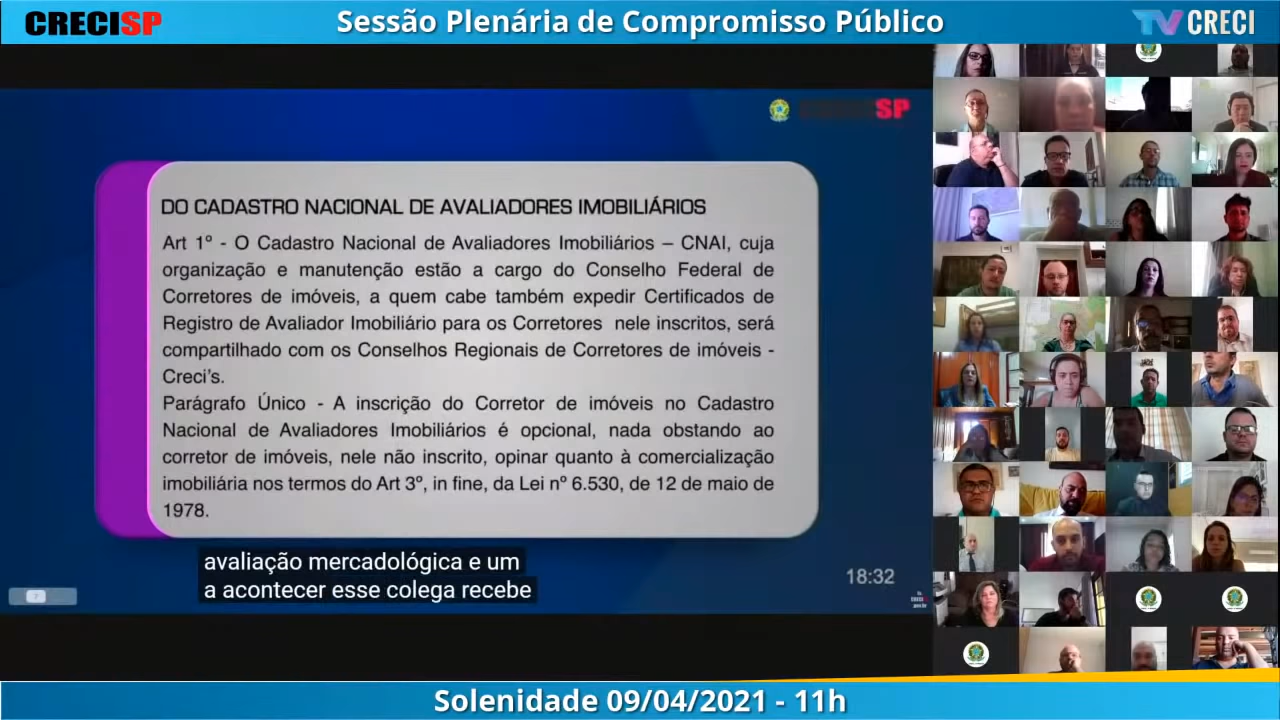 CRECISP
Sessão Plenária de Compromisso Público
TV CRECI
SP
DO CADASTRO NACIONAL DE AVALIADORES IMOBILIÁRIOS
Art 1º - O Cadastro Nacional de Avaliadores Imobiliários – CNAI, cuja
organização e manutenção estão a cargo do Conselho Federal de
Corretores de imóveis, a quem cabe também expedir Certificados de
Registro de Avaliador Imobiliário para os Corretores nele inscritos, será
compartilhado com os Conselhos Regionais de Corretores de imóveis -
Creci's.
Parágrafo Único - A inscrição do Corretor de imóveis no Cadastro
Nacional de Avaliadores Imobiliários é opcional, nada obstando ao
corretor de imóveis, nele não inscrito, opinar quanto à comercialização
imobiliária nos termos do Art 3º, in fine, da Lei nº 6.530, de 12 de maio de
1978.
avaliação mercadológica e um
a acontecer esse colega recebe
18:32
Solenidade 09/04/2021 - 11h